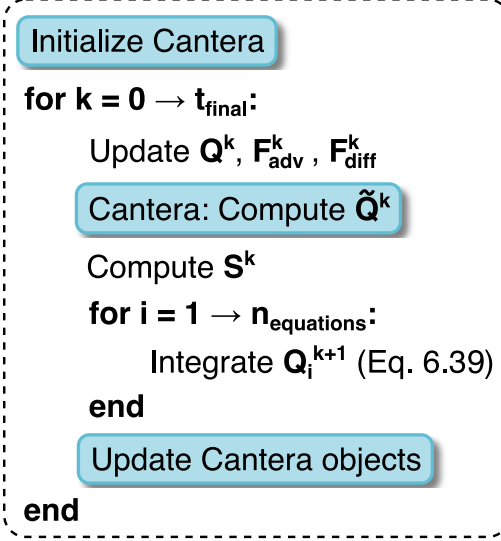 Initialize Cantera
for k = 0 → t_final:
Update Q^k, F^k_adv , F^k_diff
Cantera: Compute Q̃^k
Compute S^k
for i = 1 → n_equations:
Integrate Q_i^k+1 (Eq. 6.39)
end
Update Cantera objects
end